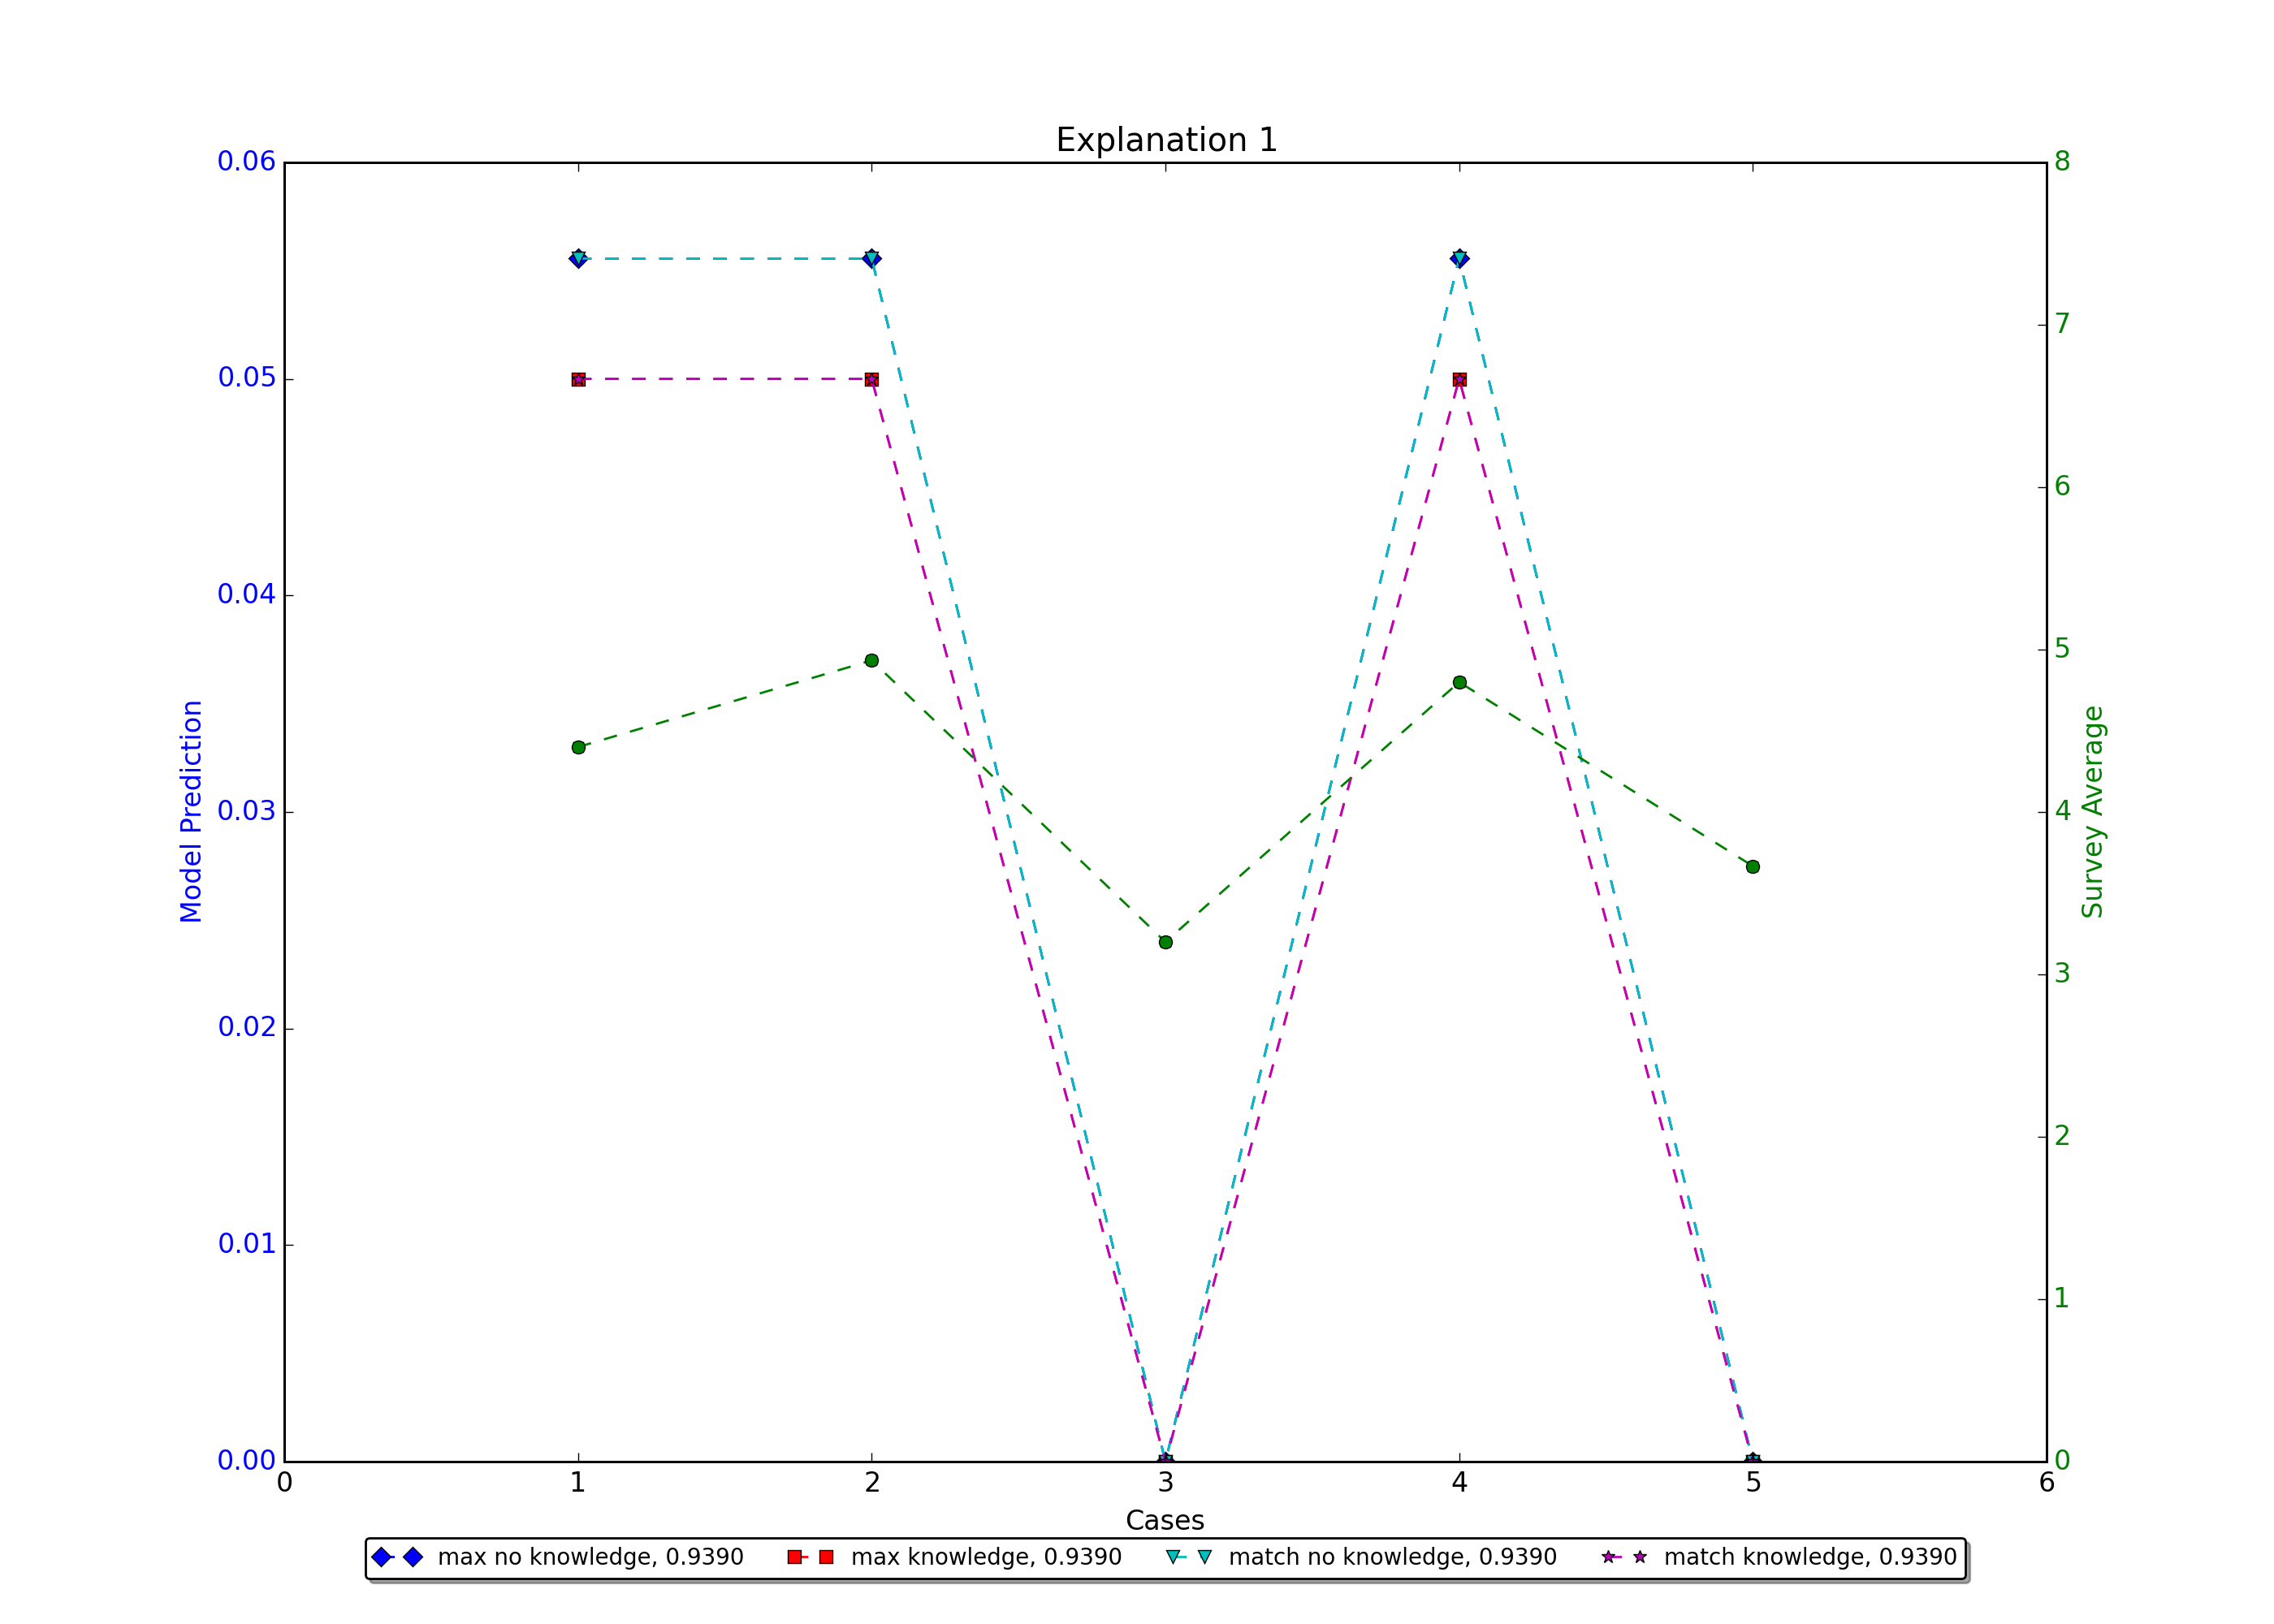 Explanation 1
0.06
0.05
0.04
0.03
0.02
0.01
0.00
Model Prediction
8
7
6
5
4
3
2
1
0
Survey Average
0 1 2 3 4 5 6
Cases
max no knowledge, 0.9390 max knowledge, 0.9390 match no knowledge, 0.9390 match knowledge, 0.9390